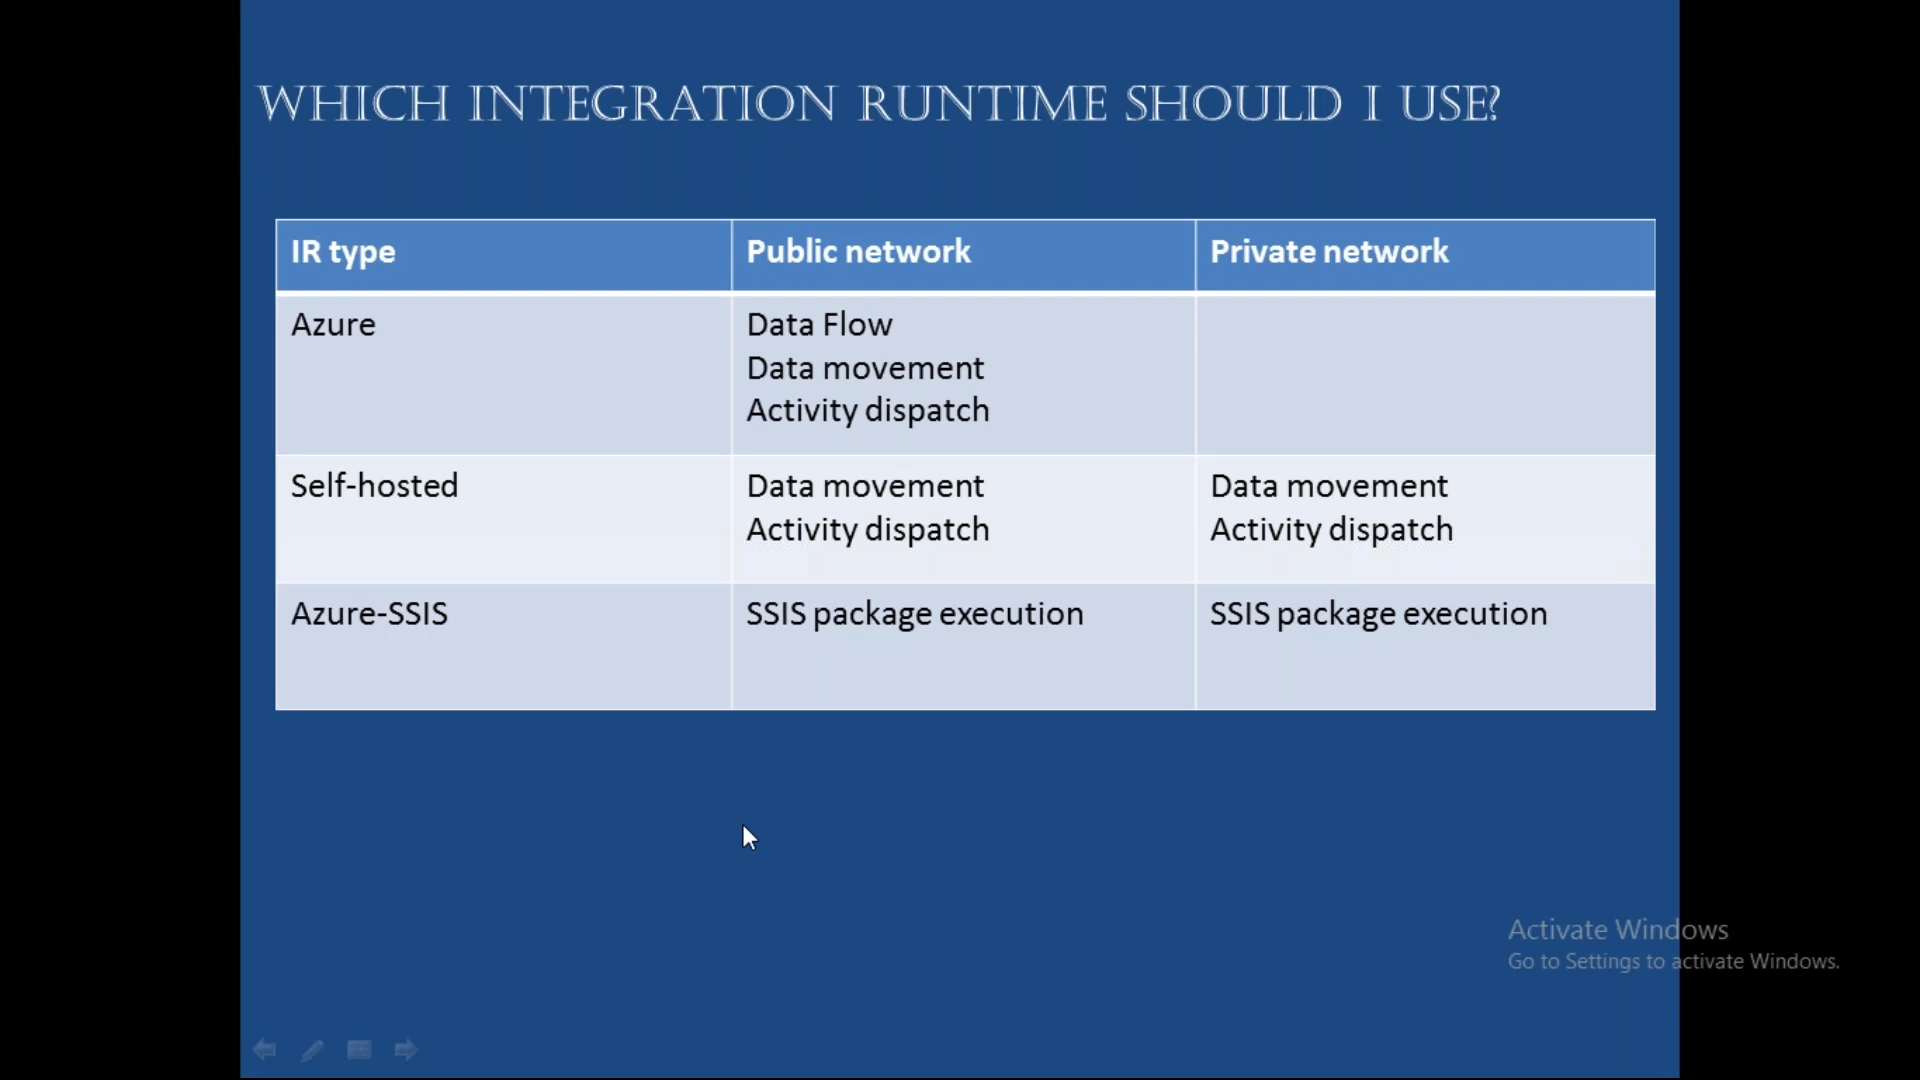 WHICH INTEGRATION RUNTIME SHOULD I USE?
IR type
Public network
Private network
Azure
Data Flow
Data movement
Activity dispatch
Self-hosted
Data movement
Activity dispatch
Data movement
Activity dispatch
Azure-SSIS
SSIS package execution
SSIS package execution
Activate Windows
Go to Settings to activate Windows.